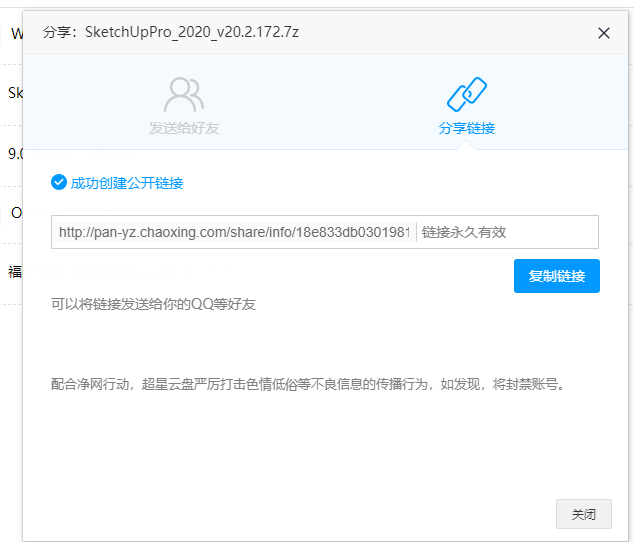 分享：SketchUpPro_2020_v20.2.172.7z
W
Sk
9.0
O
福
发送给好友
分享链接
成功创建公开链接
http://pan-yz.chaoxing.com/share/info/18e833db0301981 链接永久有效
复制链接
可以将链接发送给你的QQ等好友
配合净网行动，超星云盘严厉打击色情低俗等不良信息的传播行为，如发现，将封禁账号。
关闭